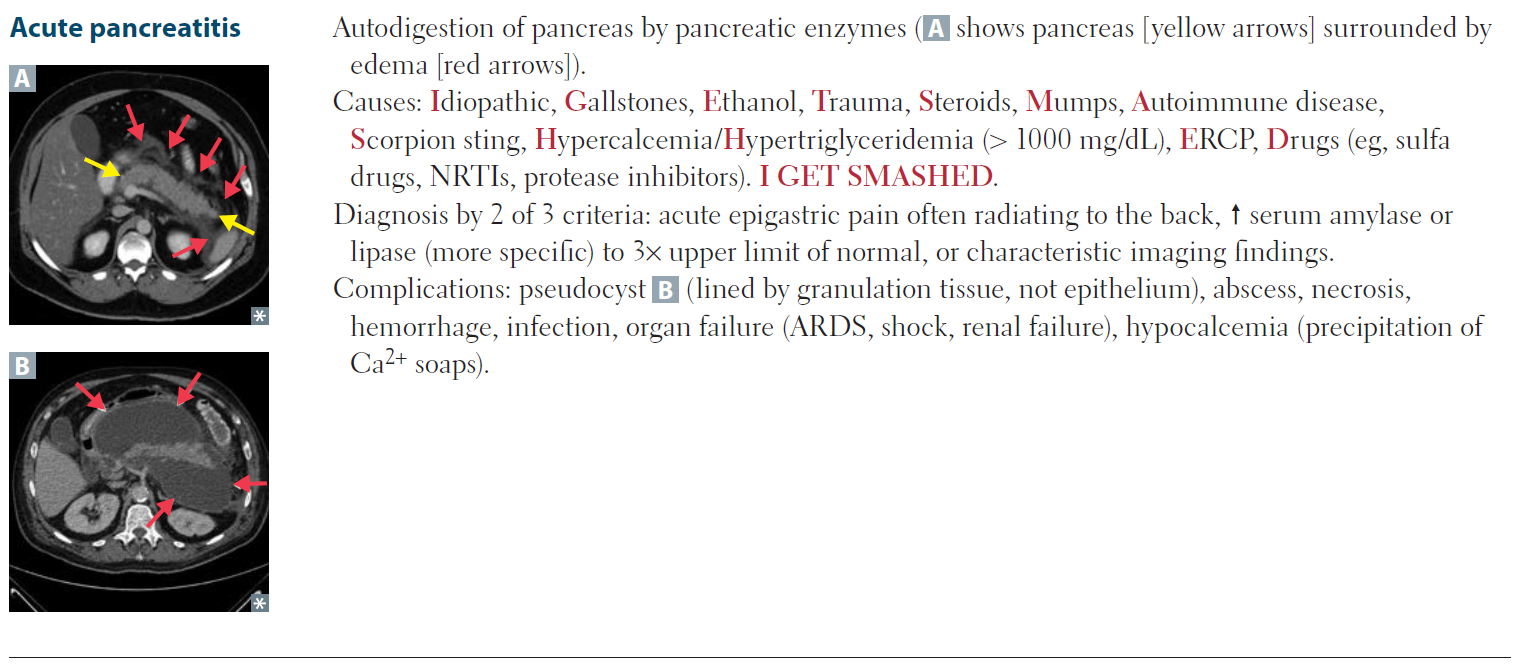 Acute pancreatitis
Autodigestion of pancreas by pancreatic enzymes (A shows pancreas [yellow arrows] surrounded by
edema [red arrows]).
Causes: Idiopathic, Gallstones, Ethanol, Trauma, Steroids, Mumps, Autoimmune disease,
Scorpion sting, Hypercalcemia/Hypertriglyceridemia (> 1000 mg/dL), ERCP, Drugs (eg, sulfa
drugs, NRTIs, protease inhibitors). I GET SMASHED.
Diagnosis by 2 of 3 criteria: acute epigastric pain often radiating to the back, ↑ serum amylase or
lipase (more specific) to 3× upper limit of normal, or characteristic imaging findings.
Complications: pseudocyst B (lined by granulation tissue, not epithelium), abscess, necrosis,
hemorrhage, infection, organ failure (ARDS, shock, renal failure), hypocalcemia (precipitation of
Ca²⁺ soaps).
A
*
B
*